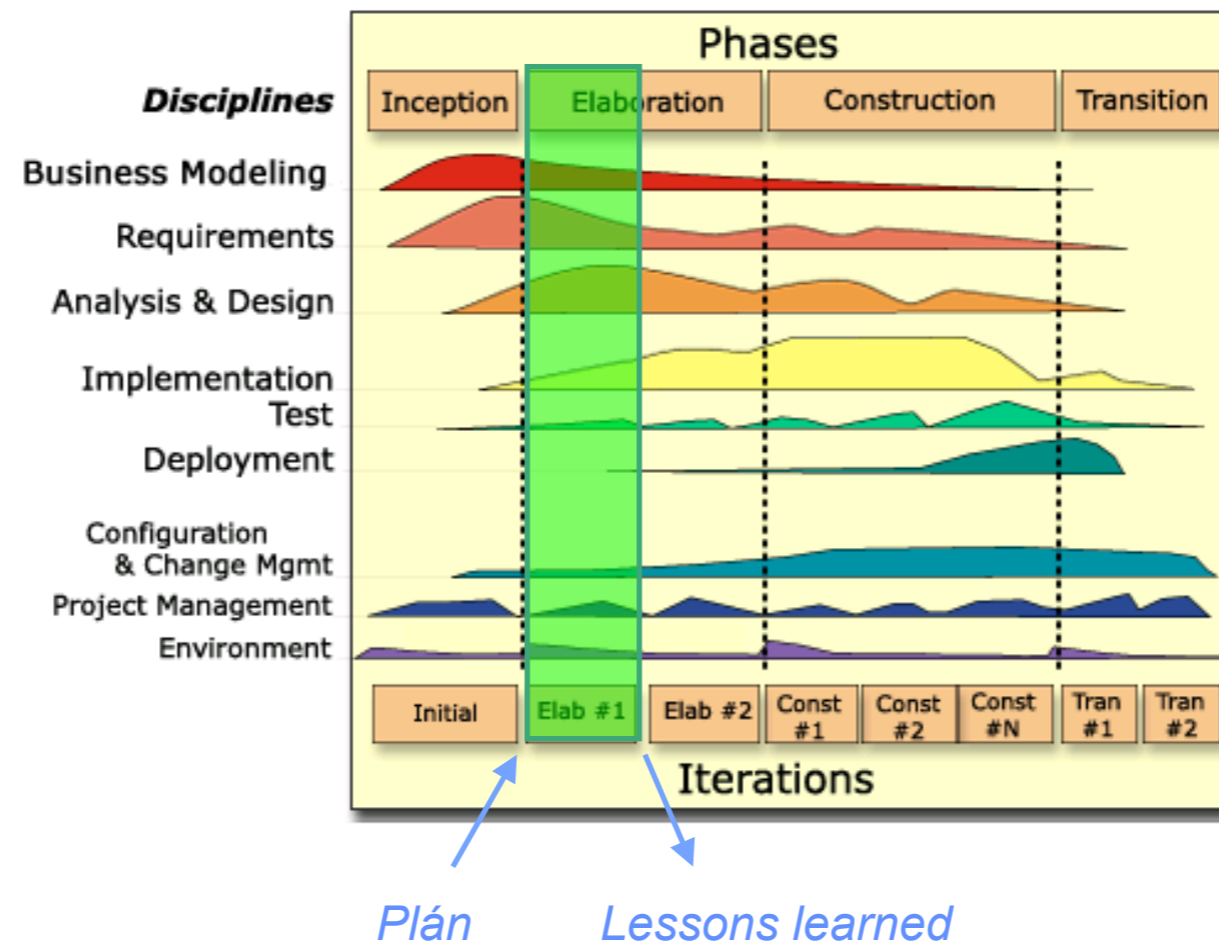 Phases
Disciplines
Inception
Elaboration
Construction
Transition
Business Modeling
Requirements
Analysis & Design
Implementation
Test
Deployment
Configuration
& Change Mgmt
Project Management
Environment
Initial
Elab #1
Elab #2
Const
#1
Const
#2
Const
#N
Tran
#1
Tran
#2
Iterations
Plán
Lessons learned